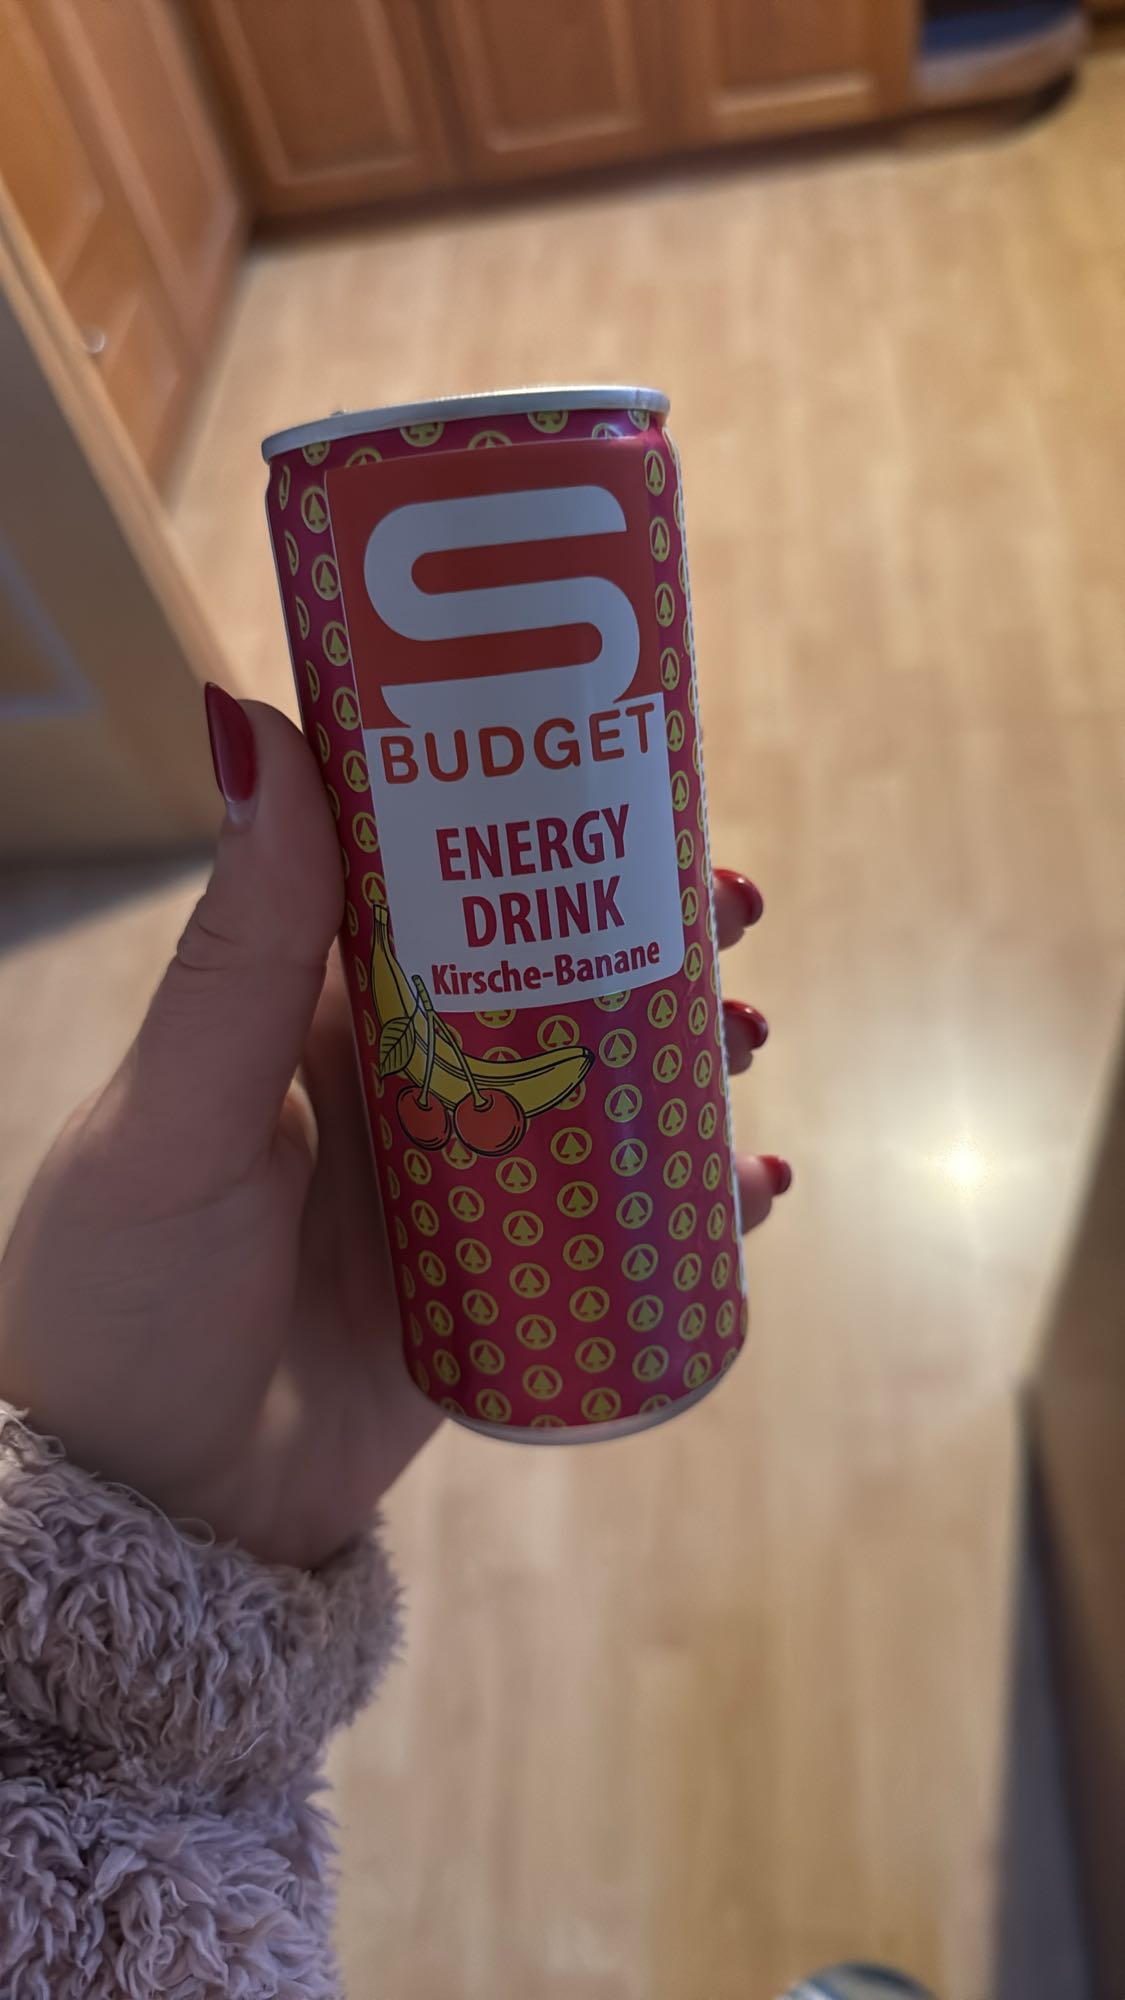 S
BUDGET
ENERGY
DRINK
Kirsche-Banane